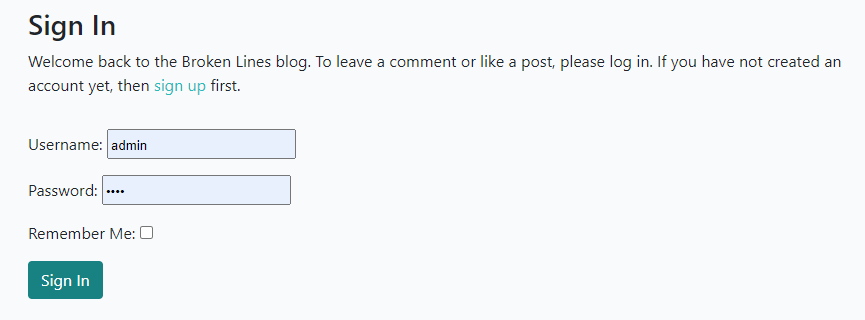 Sign In
Welcome back to the Broken Lines blog. To leave a comment or like a post, please log in. If you have not created an
account yet, then sign up first.
Username: admin
Password: ••••
Remember Me:
Sign In